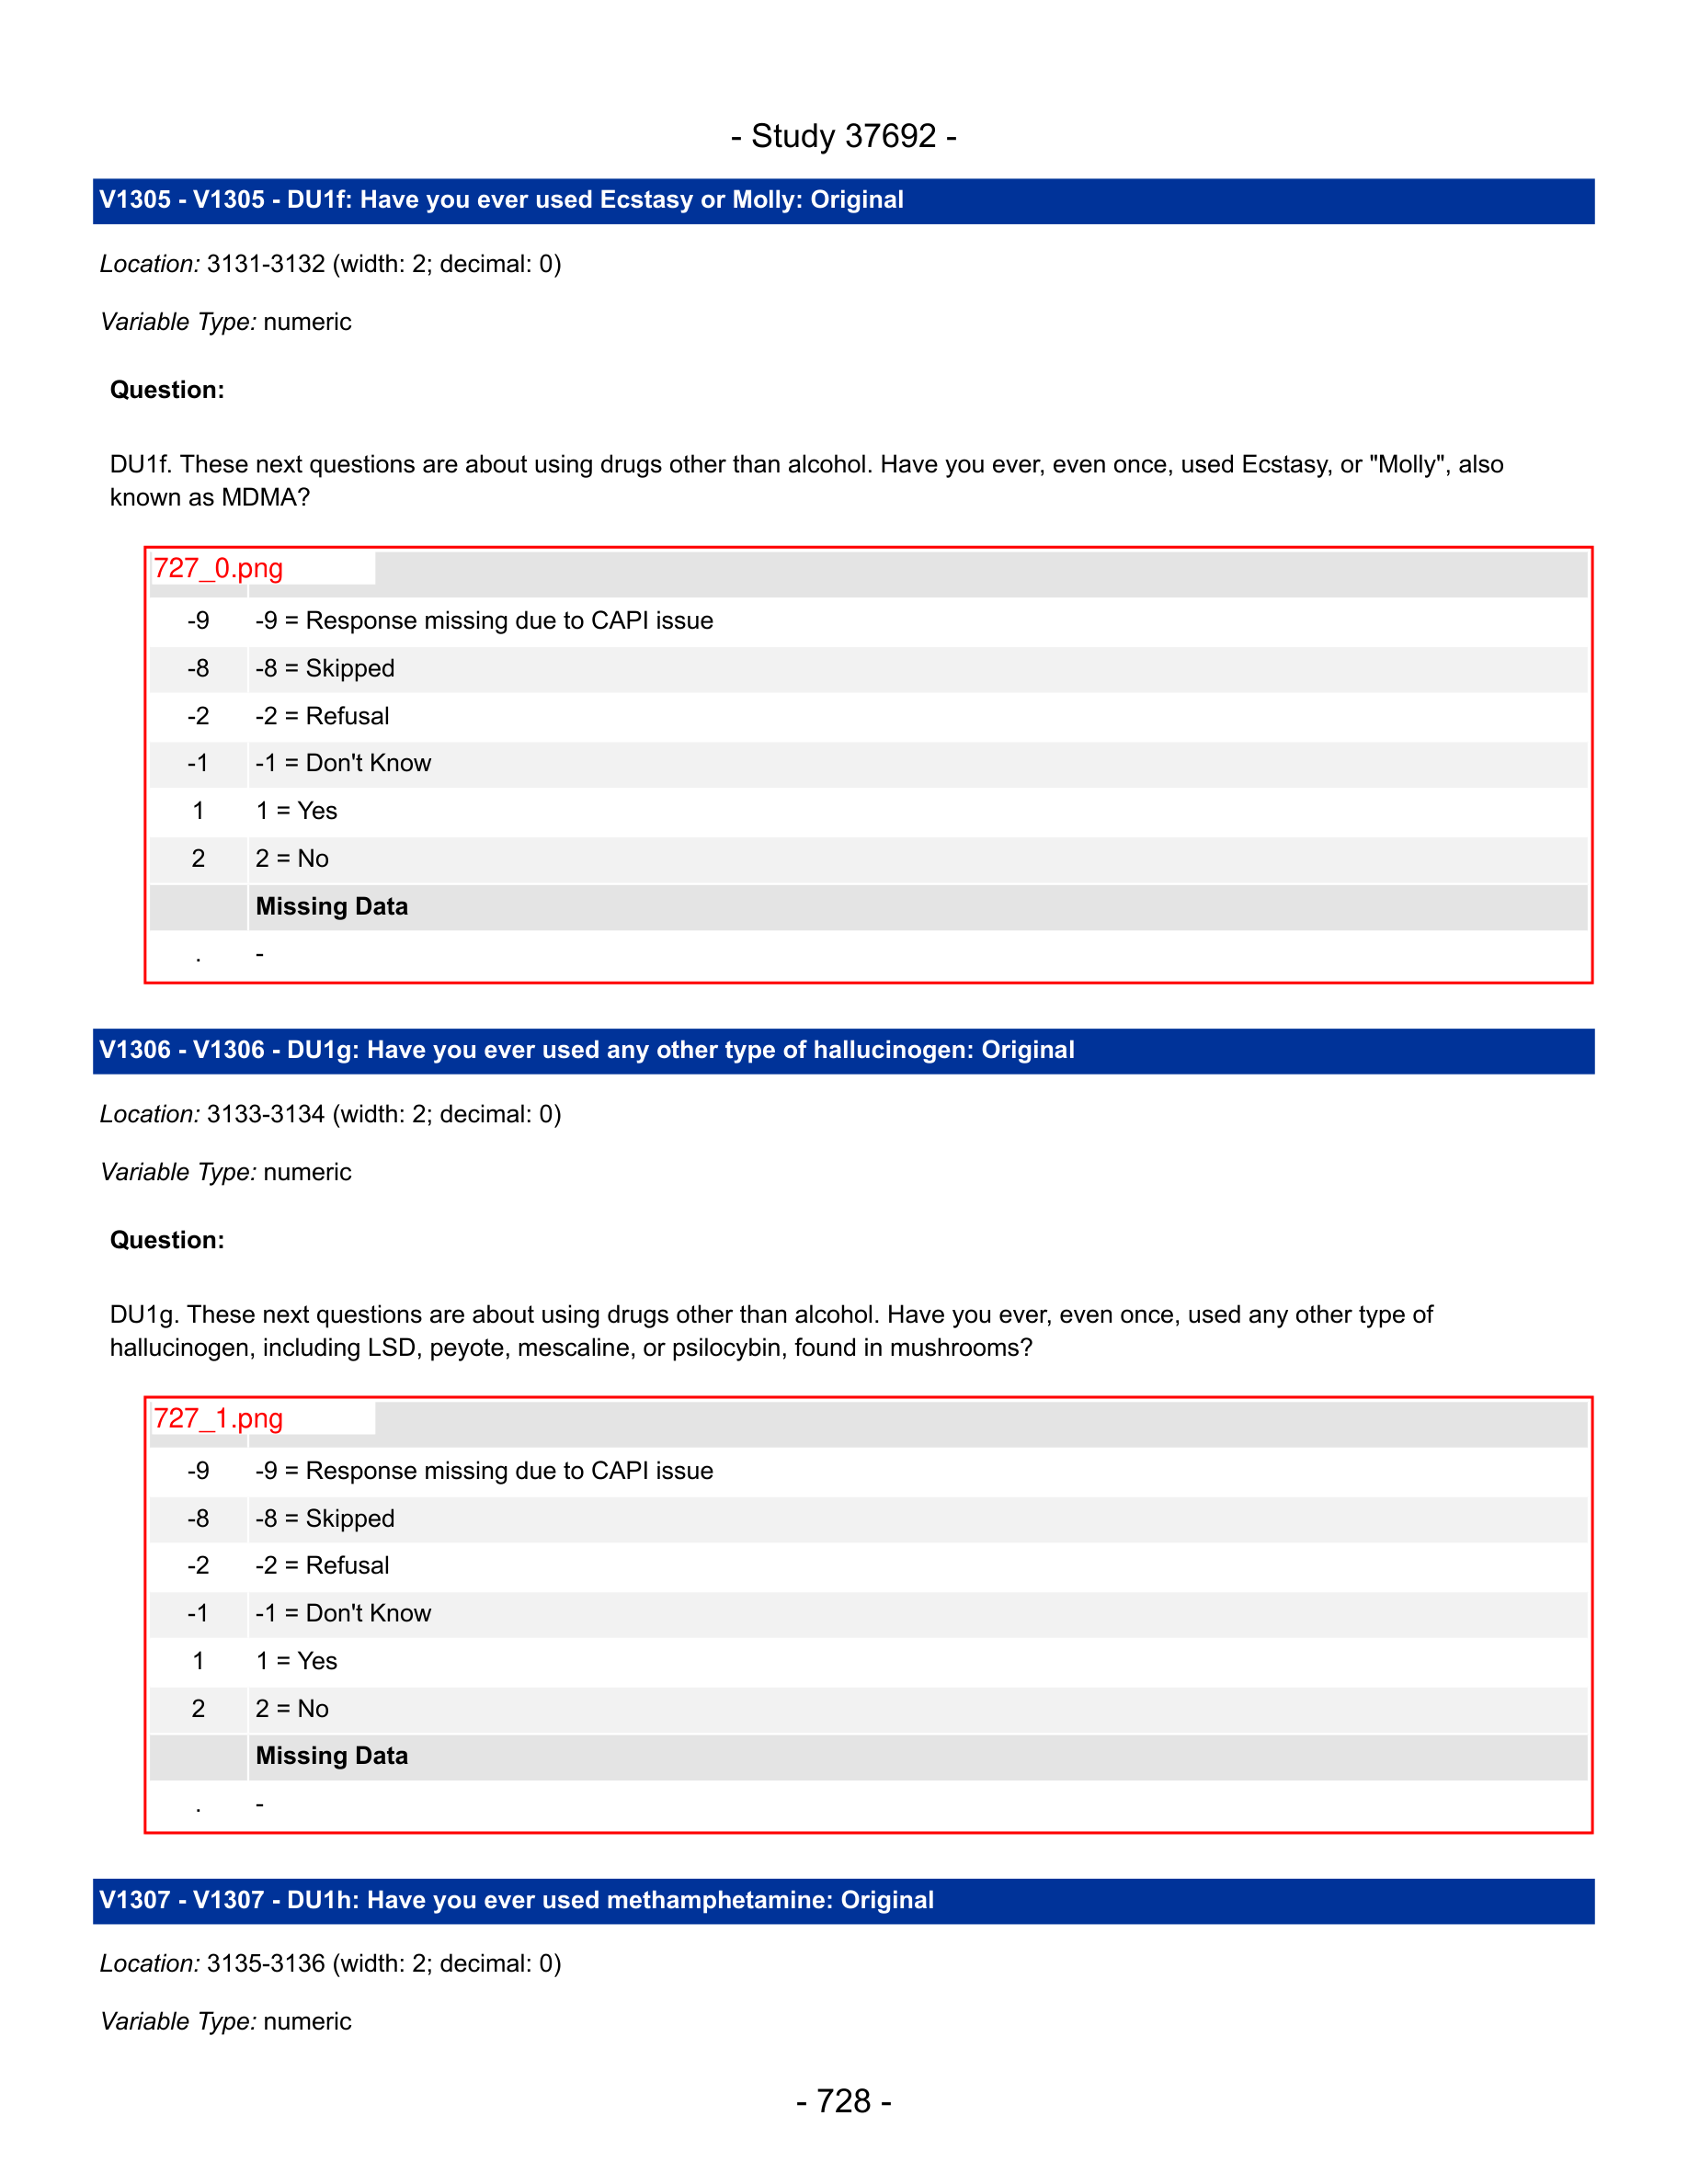 - Study 37692 -
V1305 - V1305 - DU1f: Have you ever used Ecstasy or Molly: Original
Location: 3131-3132 (width: 2; decimal: 0)
Variable Type: numeric
Question:
DU1f. These next questions are about using drugs other than alcohol. Have you ever, even once, used Ecstasy, or "Molly", also
known as MDMA?
727_0.png
-9 -9 = Response missing due to CAPI issue
-8 -8 = Skipped
-2 -2 = Refusal
-1 -1 = Don't Know
1 1 = Yes
2 2 = No
Missing Data
. -
V1306 - V1306 - DU1g: Have you ever used any other type of hallucinogen: Original
Location: 3133-3134 (width: 2; decimal: 0)
Variable Type: numeric
Question:
DU1g. These next questions are about using drugs other than alcohol. Have you ever, even once, used any other type of
hallucinogen, including LSD, peyote, mescaline, or psilocybin, found in mushrooms?
727_1.png
-9 -9 = Response missing due to CAPI issue
-8 -8 = Skipped
-2 -2 = Refusal
-1 -1 = Don't Know
1 1 = Yes
2 2 = No
Missing Data
. -
V1307 - V1307 - DU1h: Have you ever used methamphetamine: Original
Location: 3135-3136 (width: 2; decimal: 0)
Variable Type: numeric
- 728 -